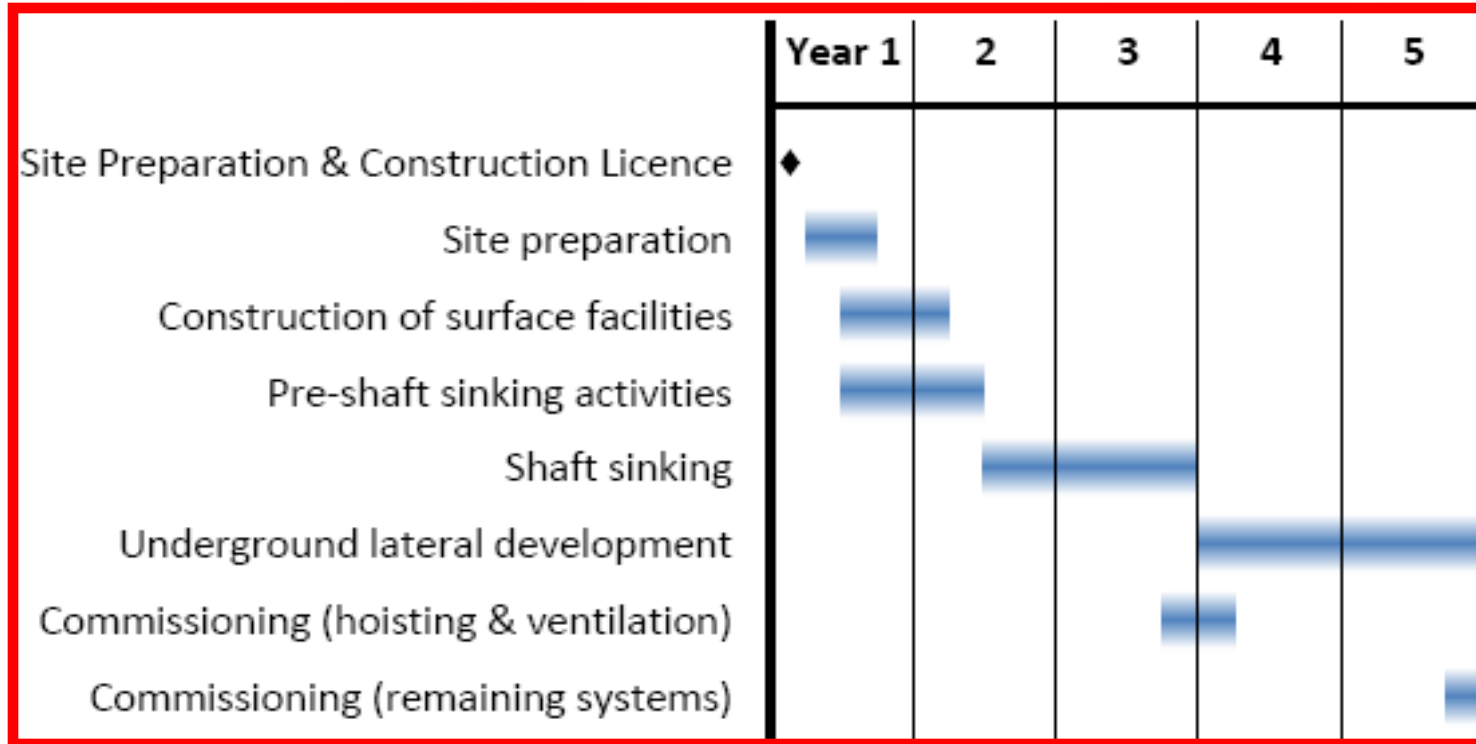 Year 1 2 3 4 5
Site Preparation & Construction Licence
Site preparation
Construction of surface facilities
Pre-shaft sinking activities
Shaft sinking
Underground lateral development
Commissioning (hoisting & ventilation)
Commissioning (remaining systems)